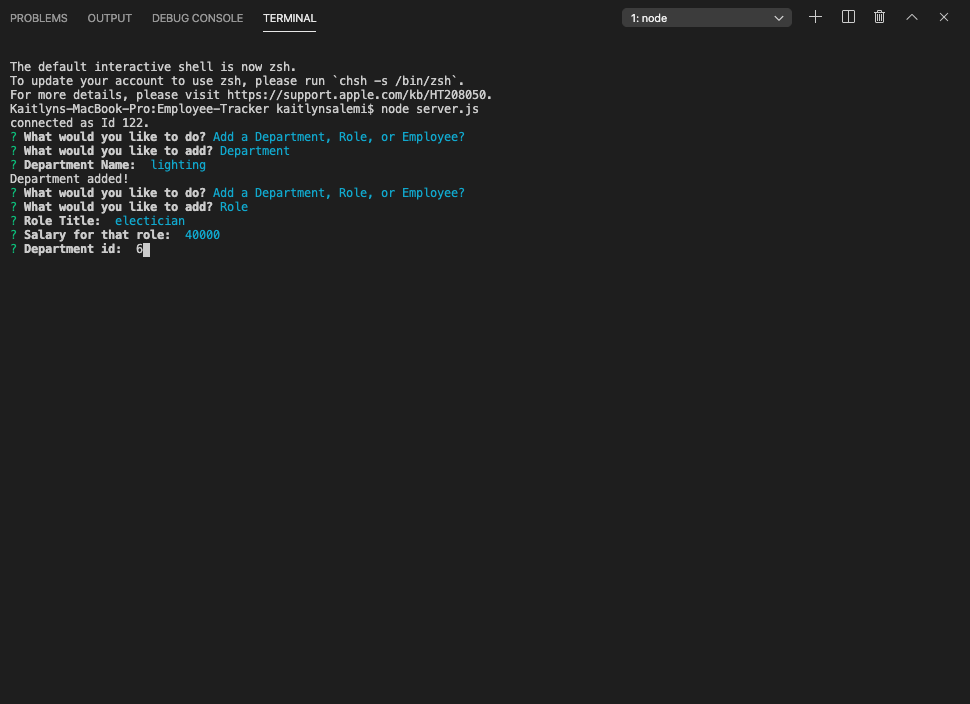 PROBLEMS OUTPUT DEBUG CONSOLE TERMINAL 1: node
The default interactive shell is now zsh.
To update your account to use zsh, please run `chsh -s /bin/zsh`.
For more details, please visit https://support.apple.com/kb/HT208050.
Kaitlyns-MacBook-Pro:Employee-Tracker kaitlynsalemi$ node server.js
connected as Id 122.
? What would you like to do? Add a Department, Role, or Employee?
? What would you like to add? Department
? Department Name:  lighting
Department added!
? What would you like to do? Add a Department, Role, or Employee?
? What would you like to add? Role
? Role Title:  electician
? Salary for that role:  40000
? Department id:  6